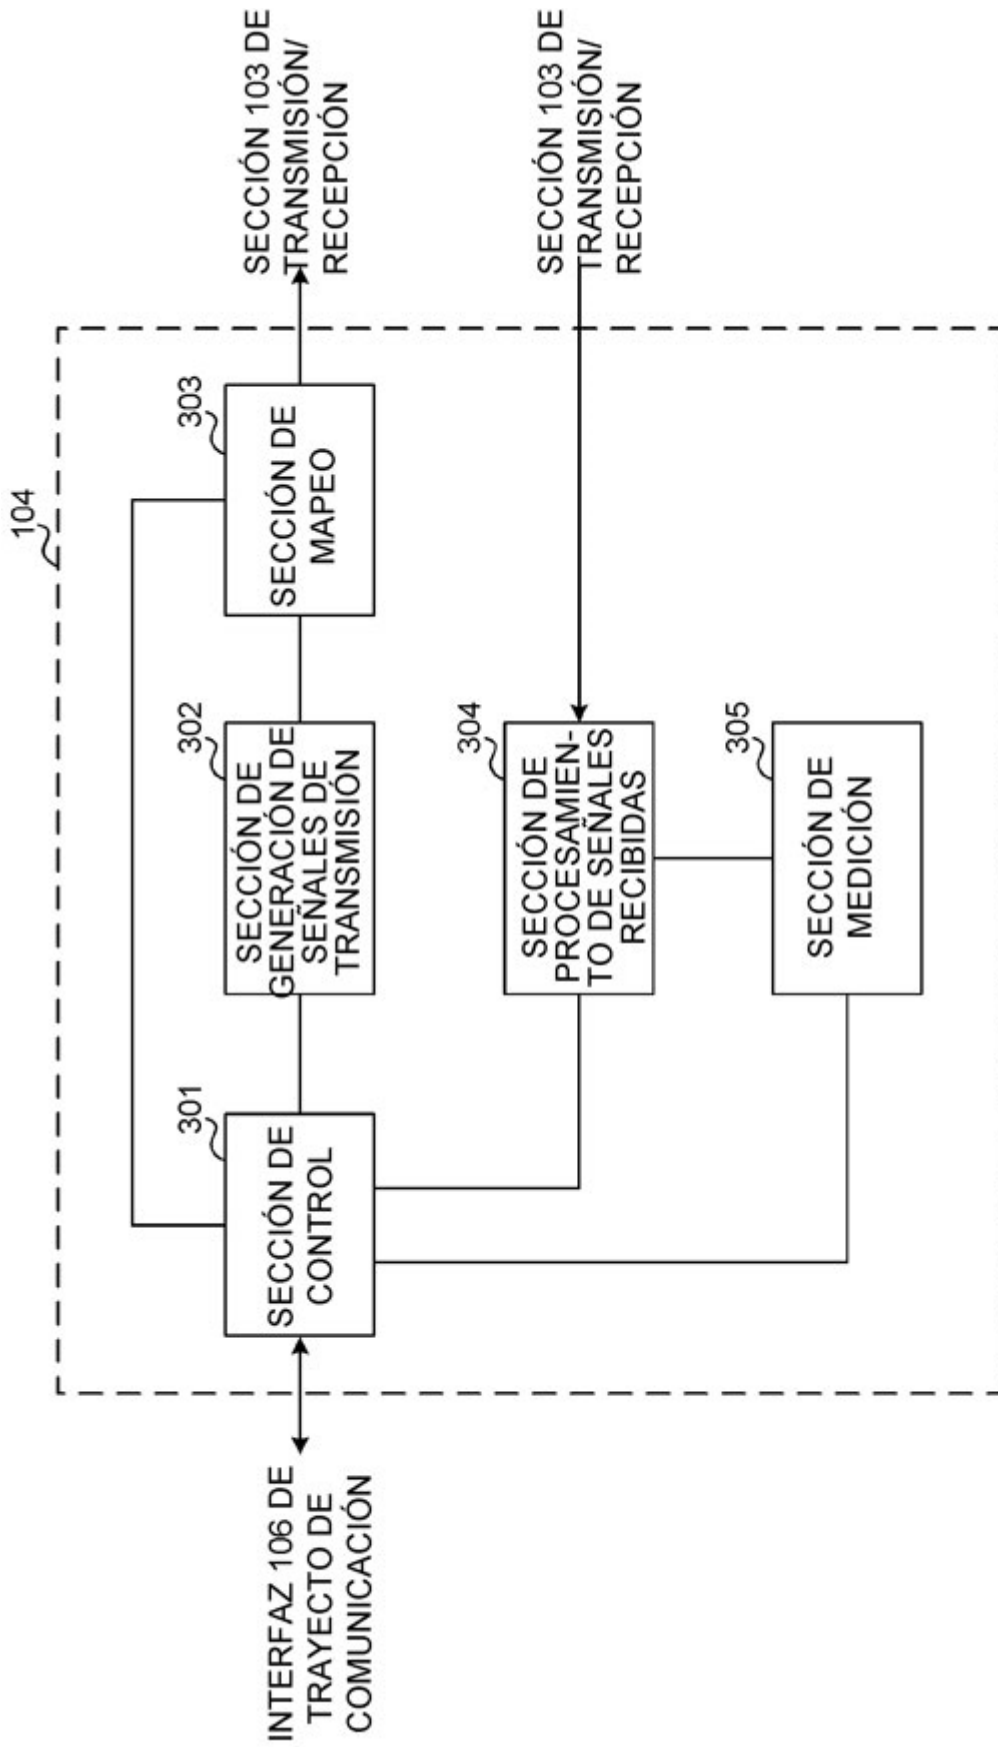 104
INTERFAZ 106 DE
TRAYECTO DE
COMUNICACIÓN
301
SECCIÓN DE
CONTROL
302
SECCIÓN DE
GENERACIÓN DE
SEÑALES DE
TRANSMISIÓN
303
SECCIÓN DE
MAPEO
SECCIÓN 103 DE
TRANSMISIÓN/
RECEPCIÓN
304
SECCIÓN DE
PROCESAMIEN-
TO DE SEÑALES
RECIBIDAS
SECCIÓN 103 DE
TRANSMISIÓN/
RECEPCIÓN
305
SECCIÓN DE
MEDICIÓN